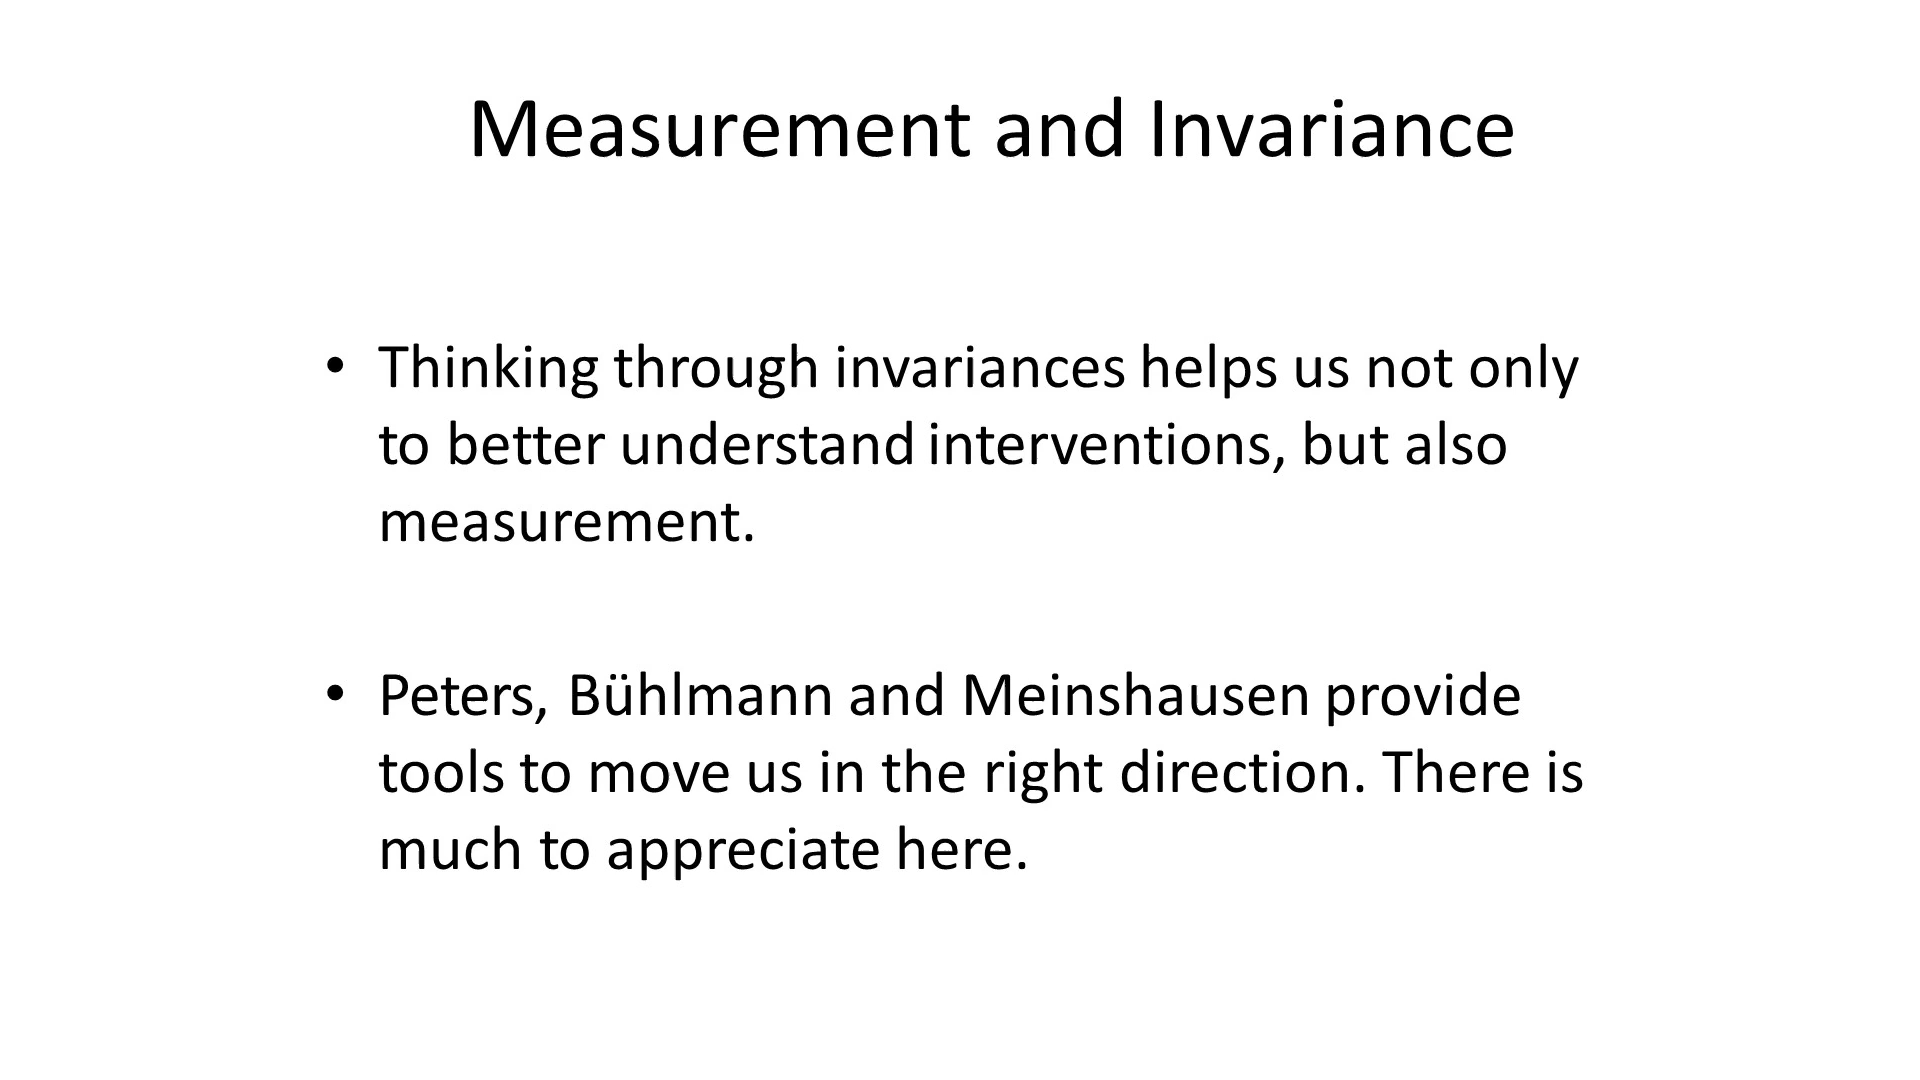 Measurement and Invariance
• Thinking through invariances helps us not only
to better understand interventions, but also
measurement.
• Peters, Bühlmann and Meinshausen provide
tools to move us in the right direction. There is
much to appreciate here.